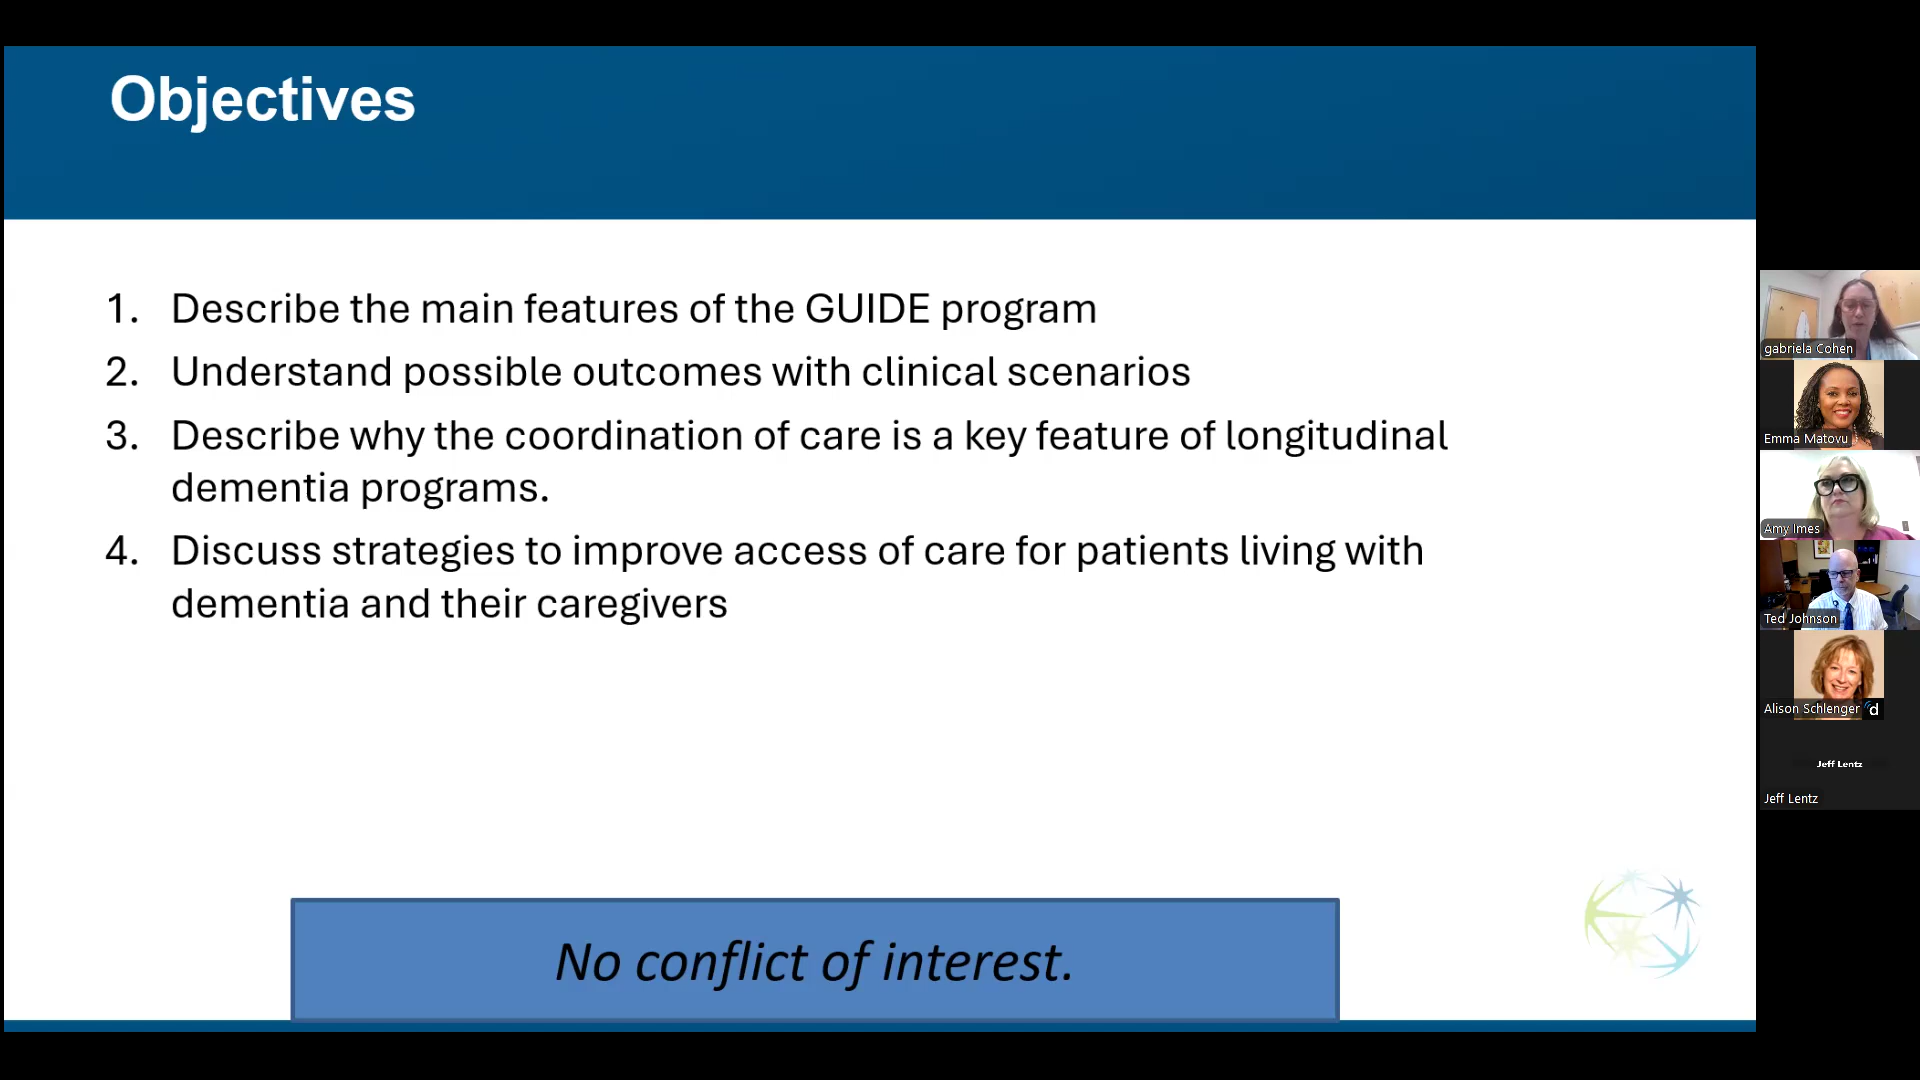 Objectives
1. Describe the main features of the GUIDE program
2. Understand possible outcomes with clinical scenarios
3. Describe why the coordination of care is a key feature of longitudinal
dementia programs.
4. Discuss strategies to improve access of care for patients living with
dementia and their caregivers
No conflict of interest.
gabriela Cohen
Emma Matovu
Amy Imes
Ted Johnson
Alison Schlenger d
Jeff Lentz
Jeff Lentz